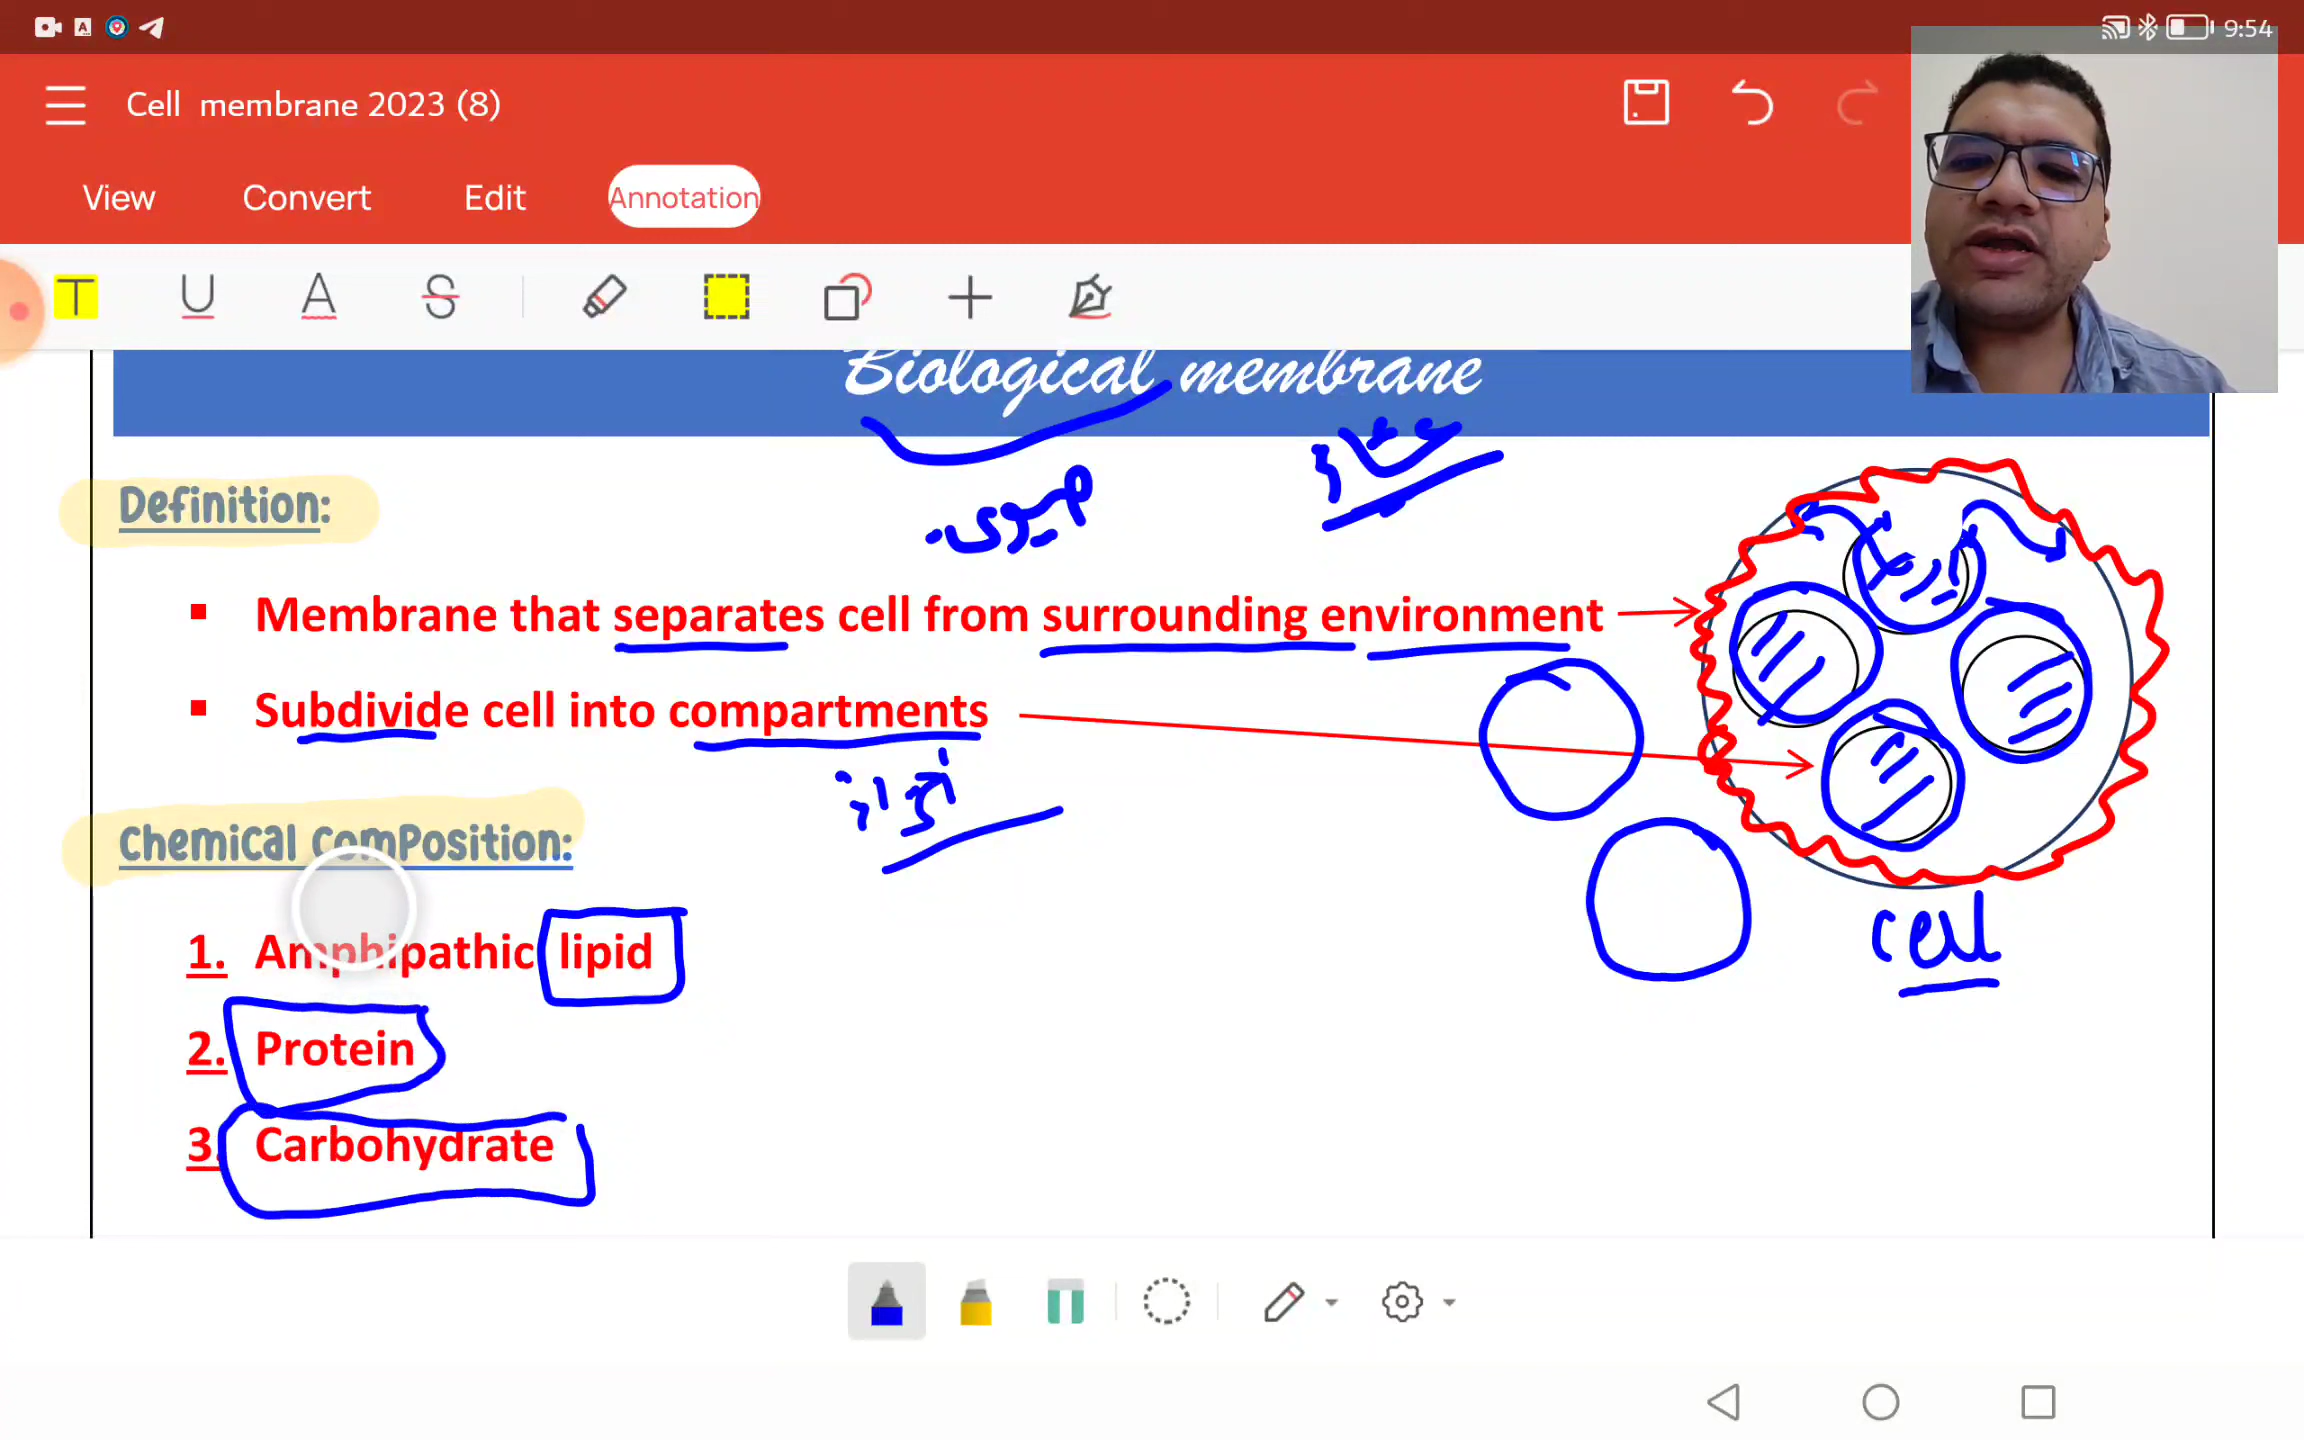 9:54
Cell membrane 2023 (8)
View Convert Edit Annotation
T U A S
Biological membrane
Definition:
▪ Membrane that separates cell from surrounding environment
▪ Subdivide cell into compartments
أجزاء
Chemical Composition:
1. Amphipathic lipid
cell
2. Protein
3. Carbohydrate